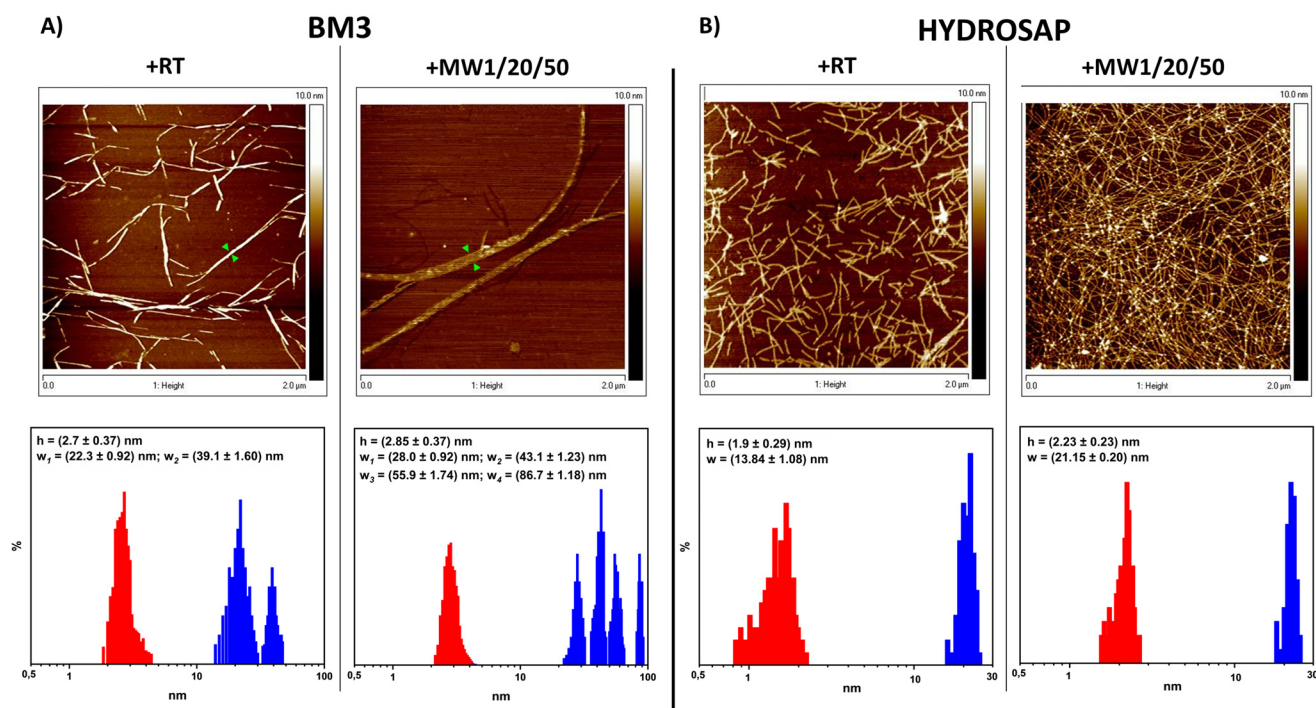 A)
BM3
+RT
+MW1/20/50
10.0 nm
0.0
1: Height
2.0 µm
10.0 nm
0.0
1: Height
2.0 µm
h = (2.7 ± 0.37) nm
w1 = (22.3 ± 0.92) nm; w2 = (39.1 ± 1.60) nm
%
0,5
1
10
100
nm
h = (2.85 ± 0.37) nm
w1 = (28.0 ± 0.92) nm; w2 = (43.1 ± 1.23) nm
w3 = (55.9 ± 1.74) nm; w4 = (86.7 ± 1.18) nm
0,5
1
10
100
nm
B)
HYDROSAP
+RT
+MW1/20/50
10.0 nm
0.0
1: Height
2.0 µm
10.0 nm
0.0
1: Height
2.0 µm
h = (1.9 ± 0.29) nm
w = (13.84 ± 1.08) nm
%
0,5
1
10
30
nm
h = (2.23 ± 0.23) nm
w = (21.15 ± 0.20) nm
0,5
1
10
30
nm